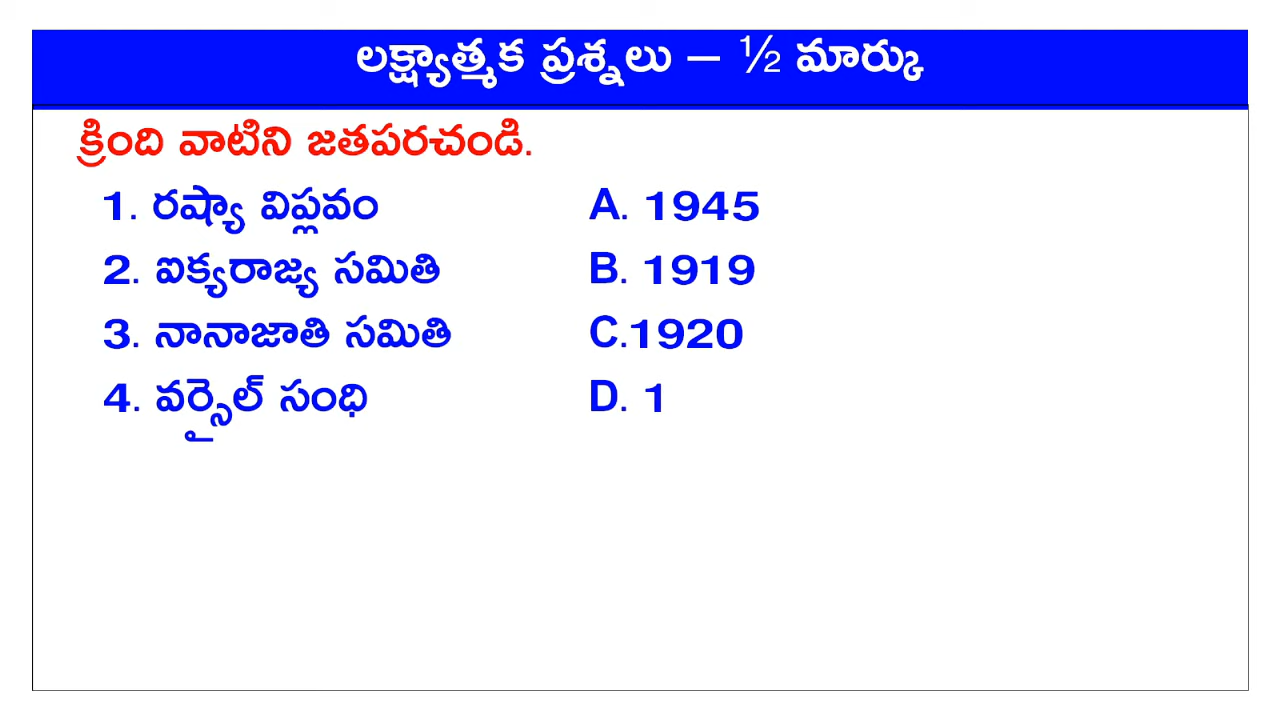 లక్ష్యాత్మక ప్రశ్నలు – ½ మార్కు
క్రింది వాటిని జతపరచండి.
1. రష్యా విప్లవం A. 1945
2. ఐక్యరాజ్య సమితి B. 1919
3. నానాజాతి సమితి C.1920
4. వర్సైల్ సంధి D. 1